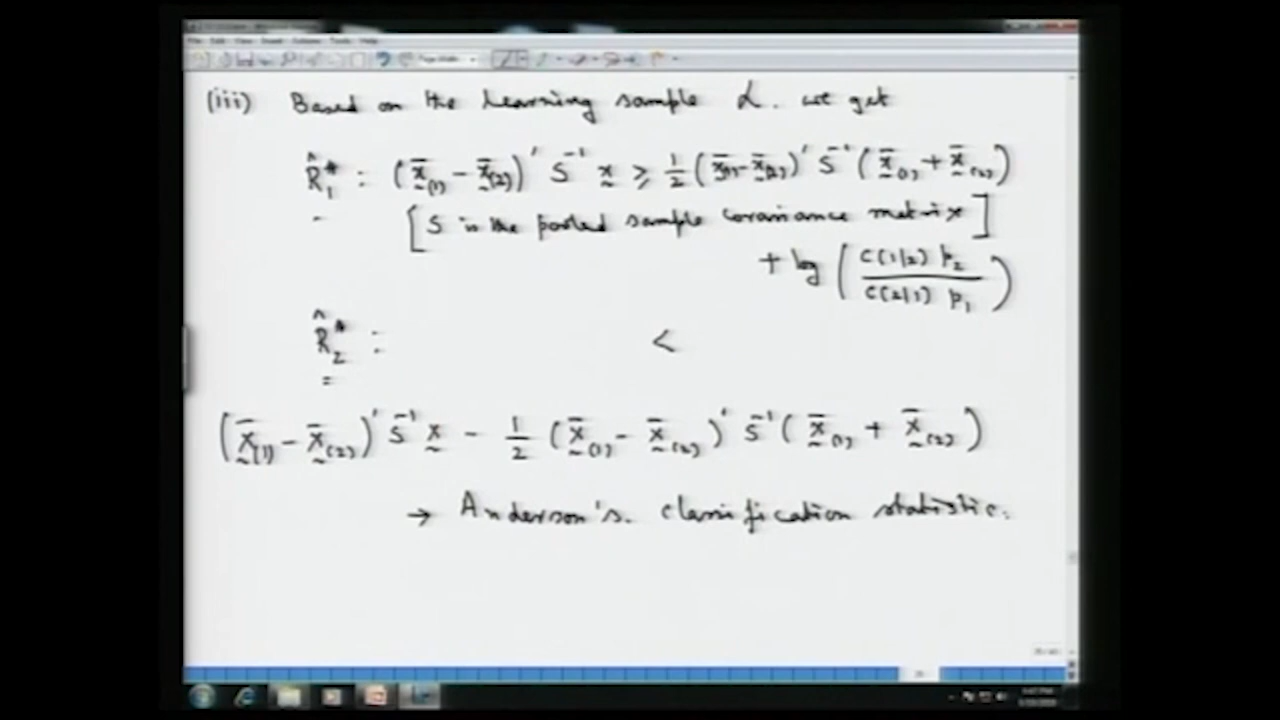 (iii) Based on the learning sample L. we get
R̂₁* : (x̄₍₁₎ − x̄₍₂₎)′ S⁻¹ x ≥ ½ (x̄₍₁₎ − x̄₍₂₎)′ S⁻¹ (x̄₍₁₎ + x̄₍₂₎)
[S is the pooled sample covariance matrix]
+ log ( C(1|2) p₂ / C(2|1) p₁ )
R̂₂* : <
(x̄₍₁₎ − x̄₍₂₎)′ S⁻¹ x − ½ (x̄₍₁₎ − x̄₍₂₎)′ S⁻¹ (x̄₍₁₎ + x̄₍₂₎)
→ Anderson's. classification statistic.